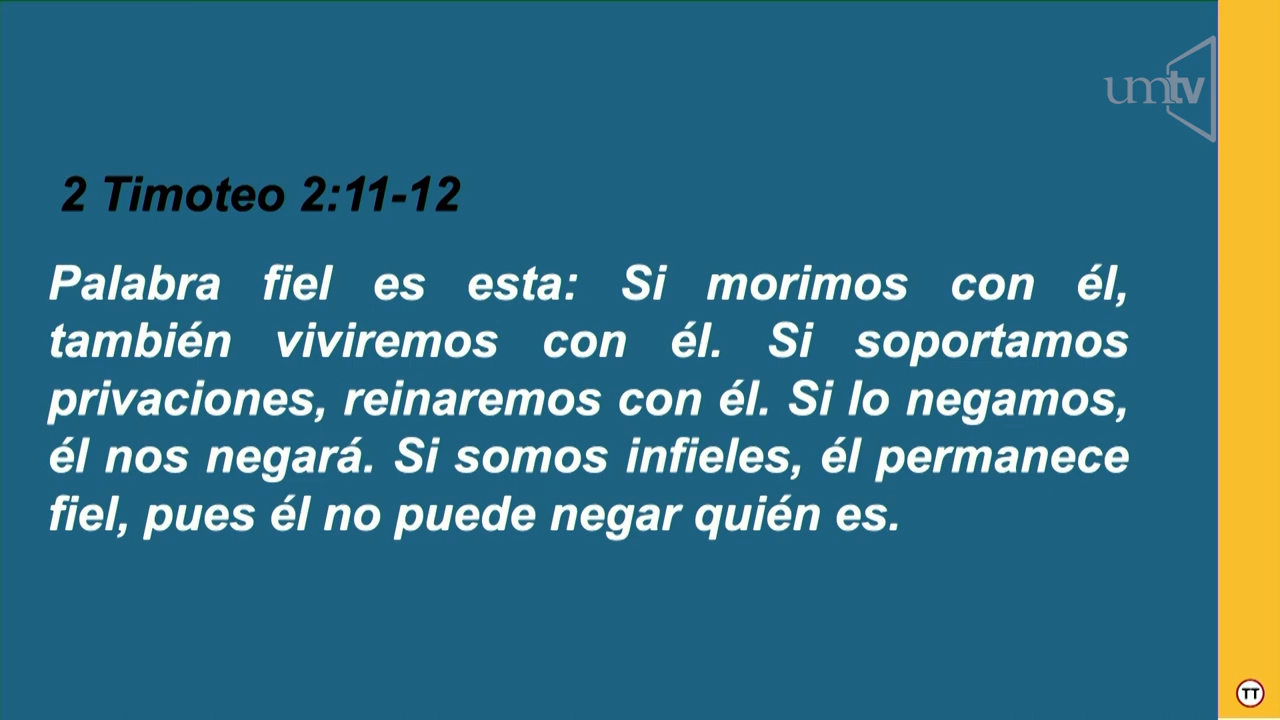 umtv
2 Timoteo 2:11-12
Palabra fiel es esta: Si morimos con él,
también viviremos con él. Si soportamos
privaciones, reinaremos con él. Si lo negamos,
él nos negará. Si somos infieles, él permanece
fiel, pues él no puede negar quién es.
TT